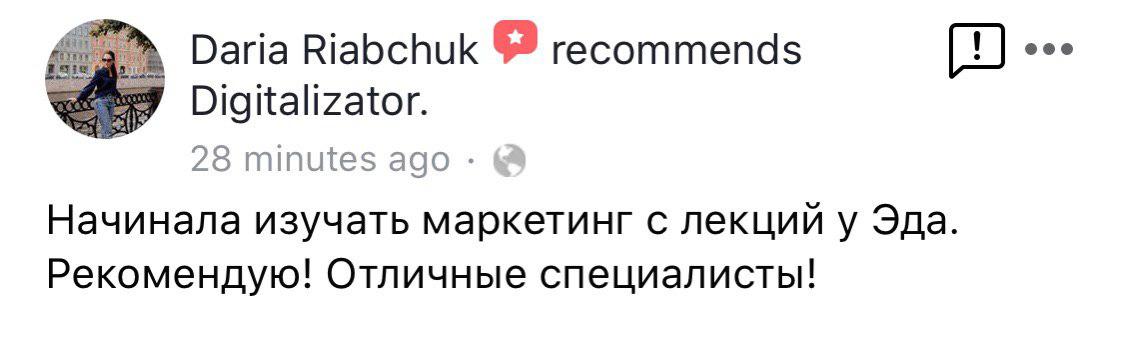 Daria Riabchuk recommends
Digitalizator.
28 minutes ago ·
Начинала изучать маркетинг с лекций у Эда.
Рекомендую! Отличные специалисты!